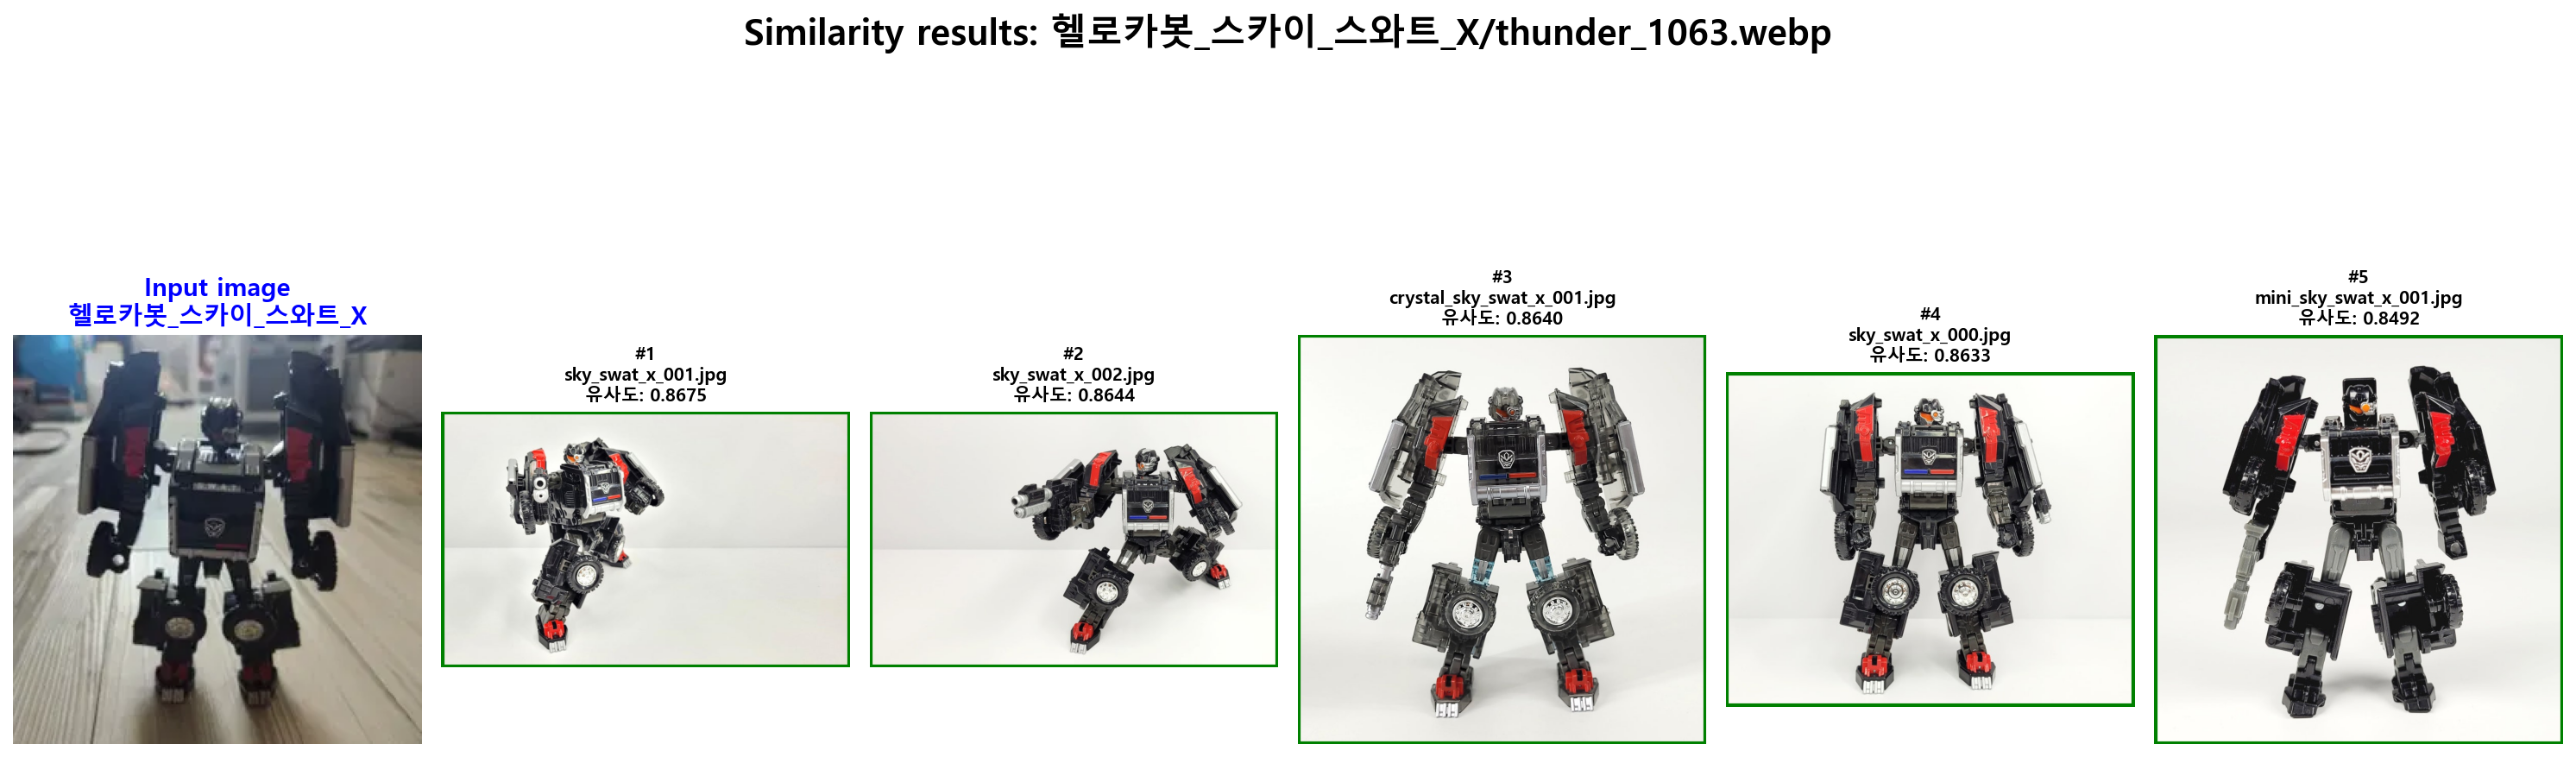 Similarity results: 헬로카봇_스카이_스와트_X/thunder_1063.webp
Input image
헬로카봇_스카이_스와트_X
#1
sky_swat_x_001.jpg
유사도: 0.8675
#2
sky_swat_x_002.jpg
유사도: 0.8644
#3
crystal_sky_swat_x_001.jpg
유사도: 0.8640
#4
sky_swat_x_000.jpg
유사도: 0.8633
#5
mini_sky_swat_x_001.jpg
유사도: 0.8492